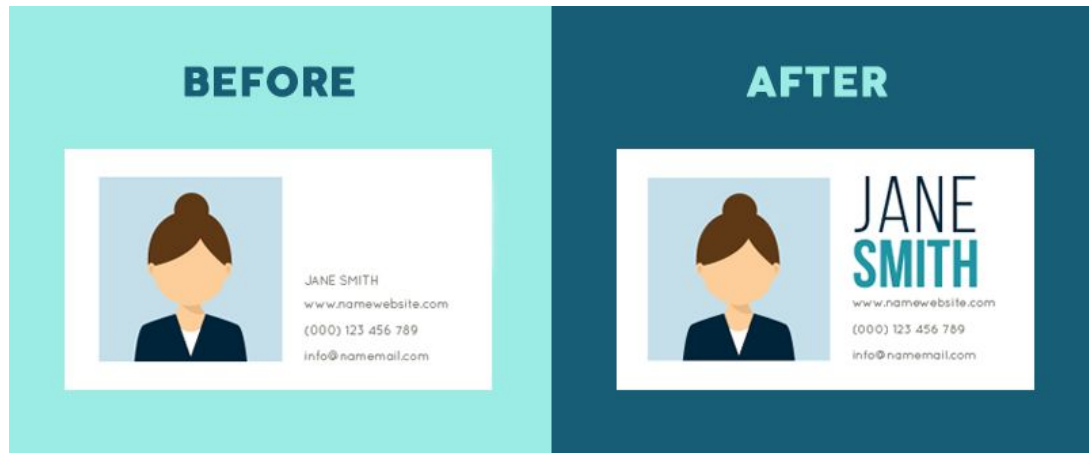 BEFORE
JANE SMITH
www.namewebsite.com
(000) 123 456 789
info@namemail.com
AFTER
JANE
SMITH
www.namewebsite.com
(000) 123 456 789
info@namemail.com